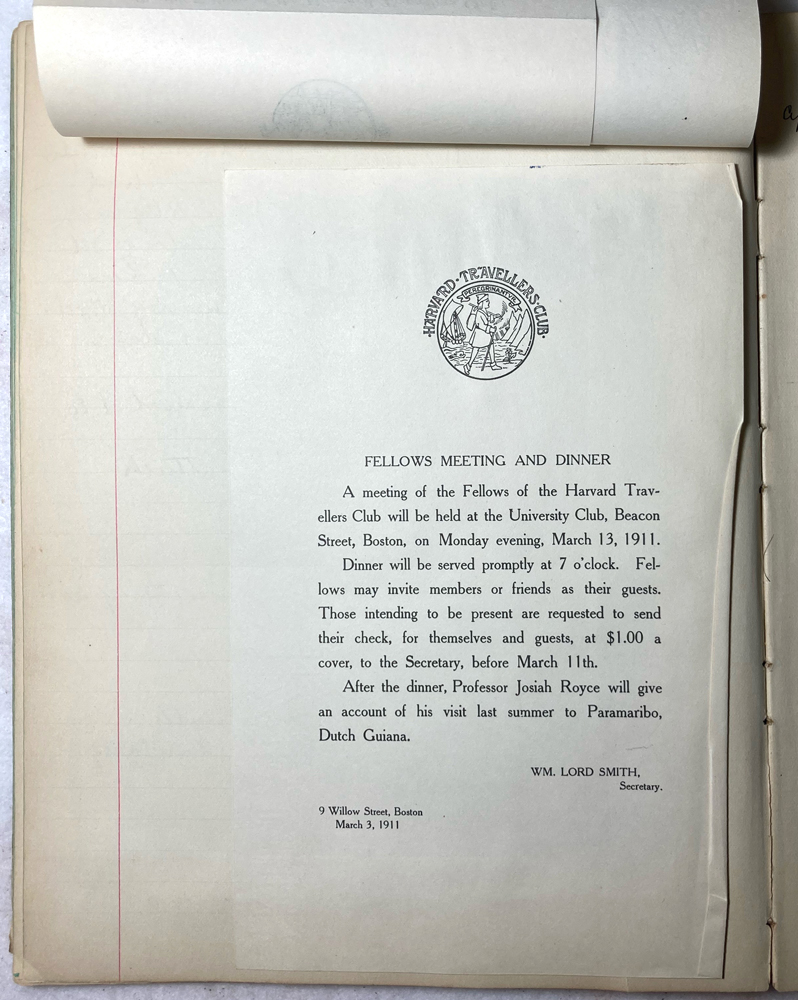 ·HARVARD·TRAVELLERS·CLUB·
PEREGRINAMUR
FELLOWS MEETING AND DINNER
A meeting of the Fellows of the Harvard Trav-
ellers Club will be held at the University Club, Beacon
Street, Boston, on Monday evening, March 13, 1911.
Dinner will be served promptly at 7 o'clock. Fel-
lows may invite members or friends as their guests.
Those intending to be present are requested to send
their check, for themselves and guests, at $1.00 a
cover, to the Secretary, before March 11th.
After the dinner, Professor Josiah Royce will give
an account of his visit last summer to Paramaribo,
Dutch Guiana.
WM. LORD SMITH,
Secretary.
9 Willow Street, Boston
March 3, 1911